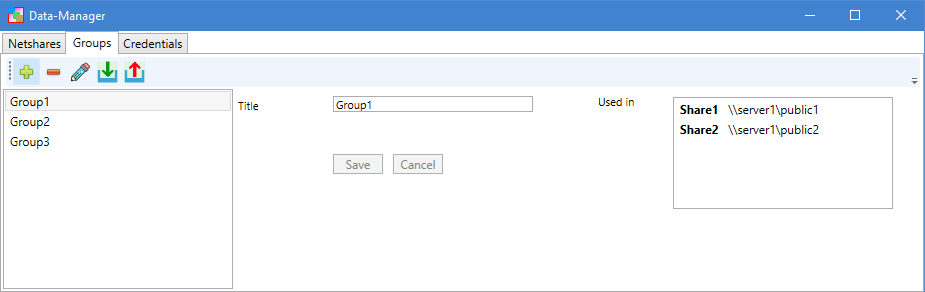 Data-Manager
Netshares Groups Credentials
Group1
Group2
Group3
Title Group1
Save Cancel
Used in
Share1 \\server1\public1
Share2 \\server1\public2